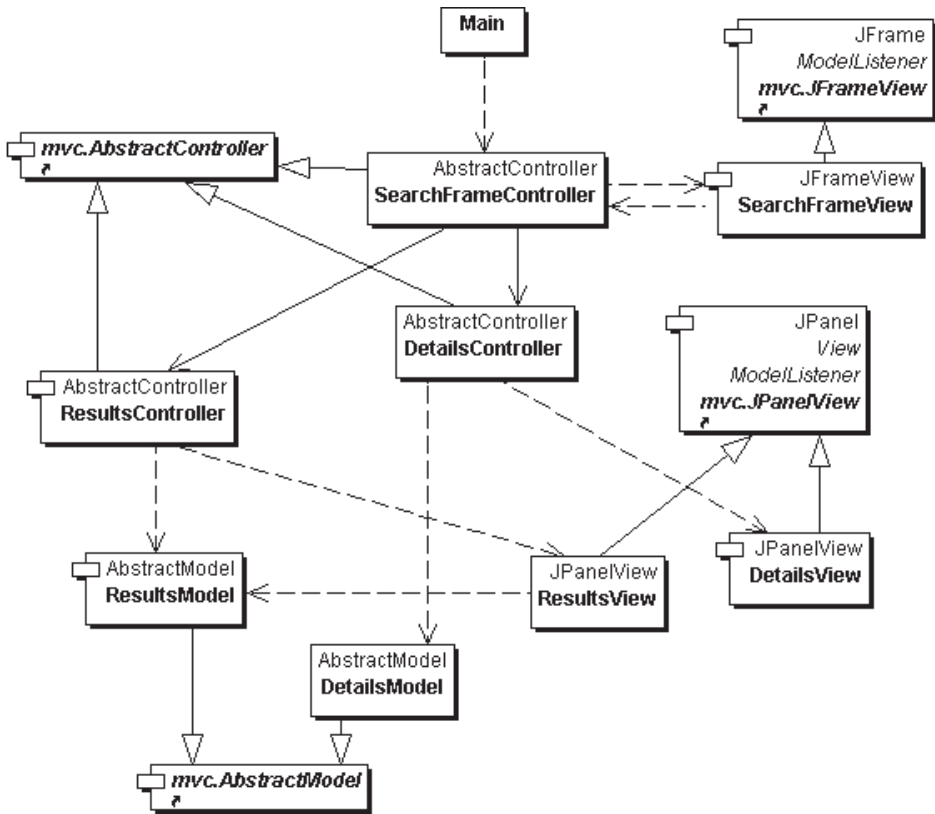 Main
JFrame
ModelListener
mvc.JFrameView
mvc.AbstractController
AbstractController
SearchFrameController
JFrameView
SearchFrameView
AbstractController
DetailsController
JPanel
View
ModelListener
mvc.JPanelView
AbstractController
ResultsController
AbstractModel
ResultsModel
JPanelView
ResultsView
JPanelView
DetailsView
AbstractModel
DetailsModel
mvc.AbstractModel